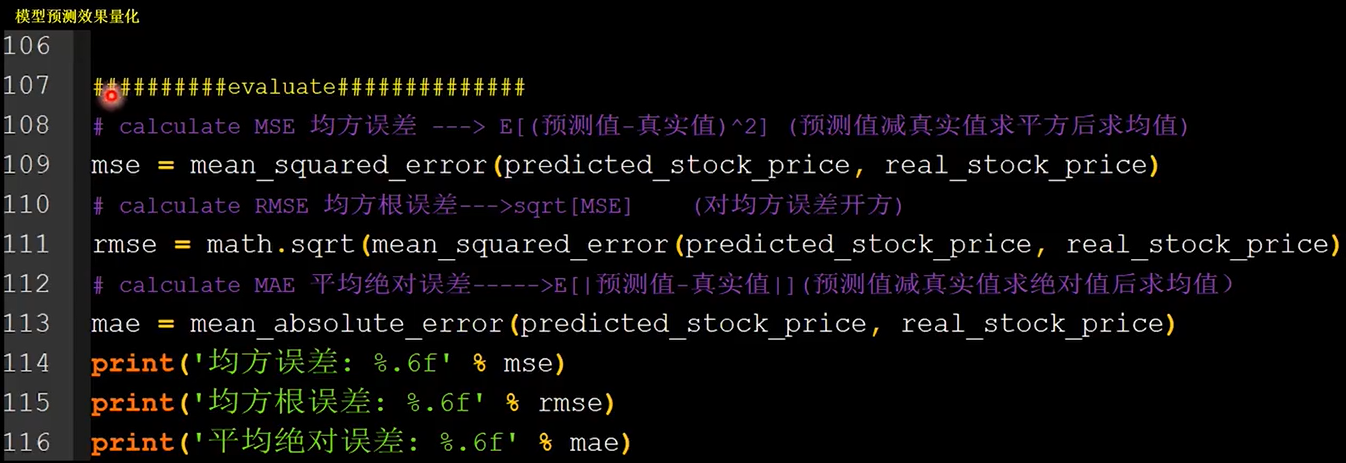 模型预测效果量化
106
107 ##########evaluate##############
108 # calculate MSE 均方误差 ---> E[(预测值-真实值)^2] (预测值减真实值求平方后求均值)
109 mse = mean_squared_error(predicted_stock_price, real_stock_price)
110 # calculate RMSE 均方根误差--->sqrt[MSE] (对均方误差开方)
111 rmse = math.sqrt(mean_squared_error(predicted_stock_price, real_stock_price)
112 # calculate MAE 平均绝对误差----->E[|预测值-真实值|](预测值减真实值求绝对值后求均值）
113 mae = mean_absolute_error(predicted_stock_price, real_stock_price)
114 print('均方误差: %.6f' % mse)
115 print('均方根误差: %.6f' % rmse)
116 print('平均绝对误差: %.6f' % mae)